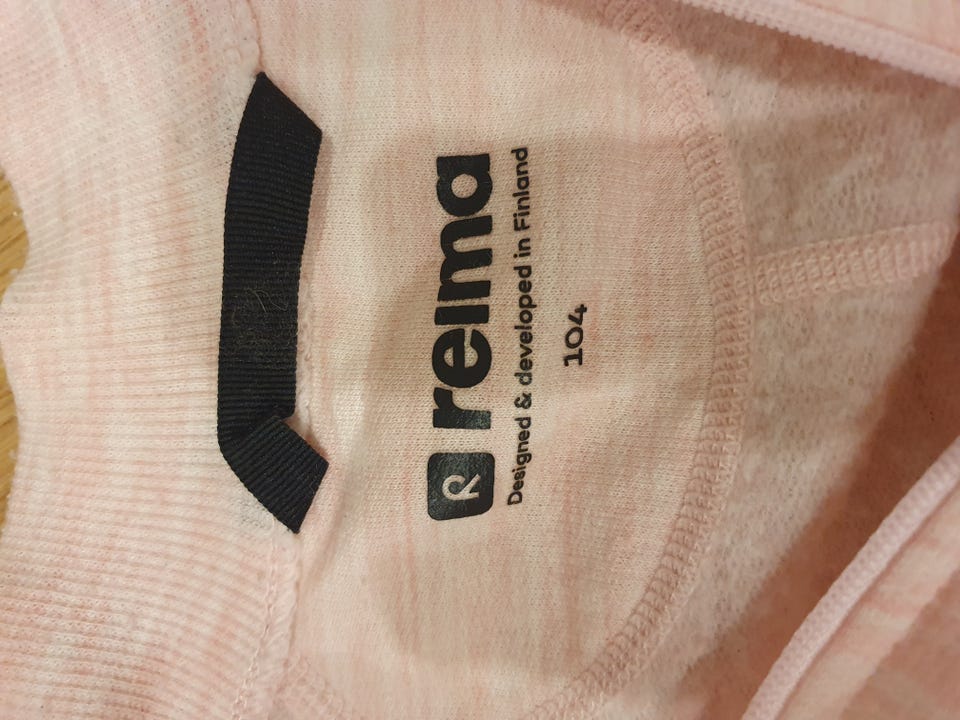 R reima
Designed & developed in Finland
104